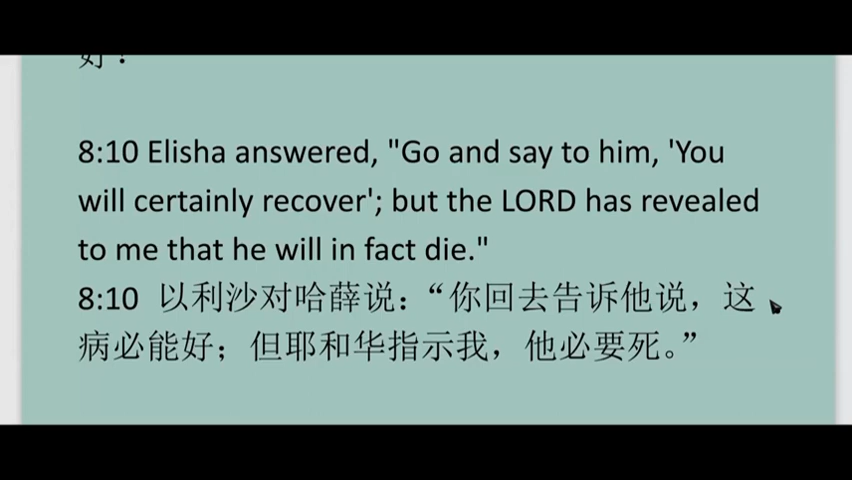 好？
8:10 Elisha answered, "Go and say to him, 'You
will certainly recover'; but the LORD has revealed
to me that he will in fact die."
8:10 以利沙对哈薛说：“你回去告诉他说，这
病必能好；但耶和华指示我，他必要死。”